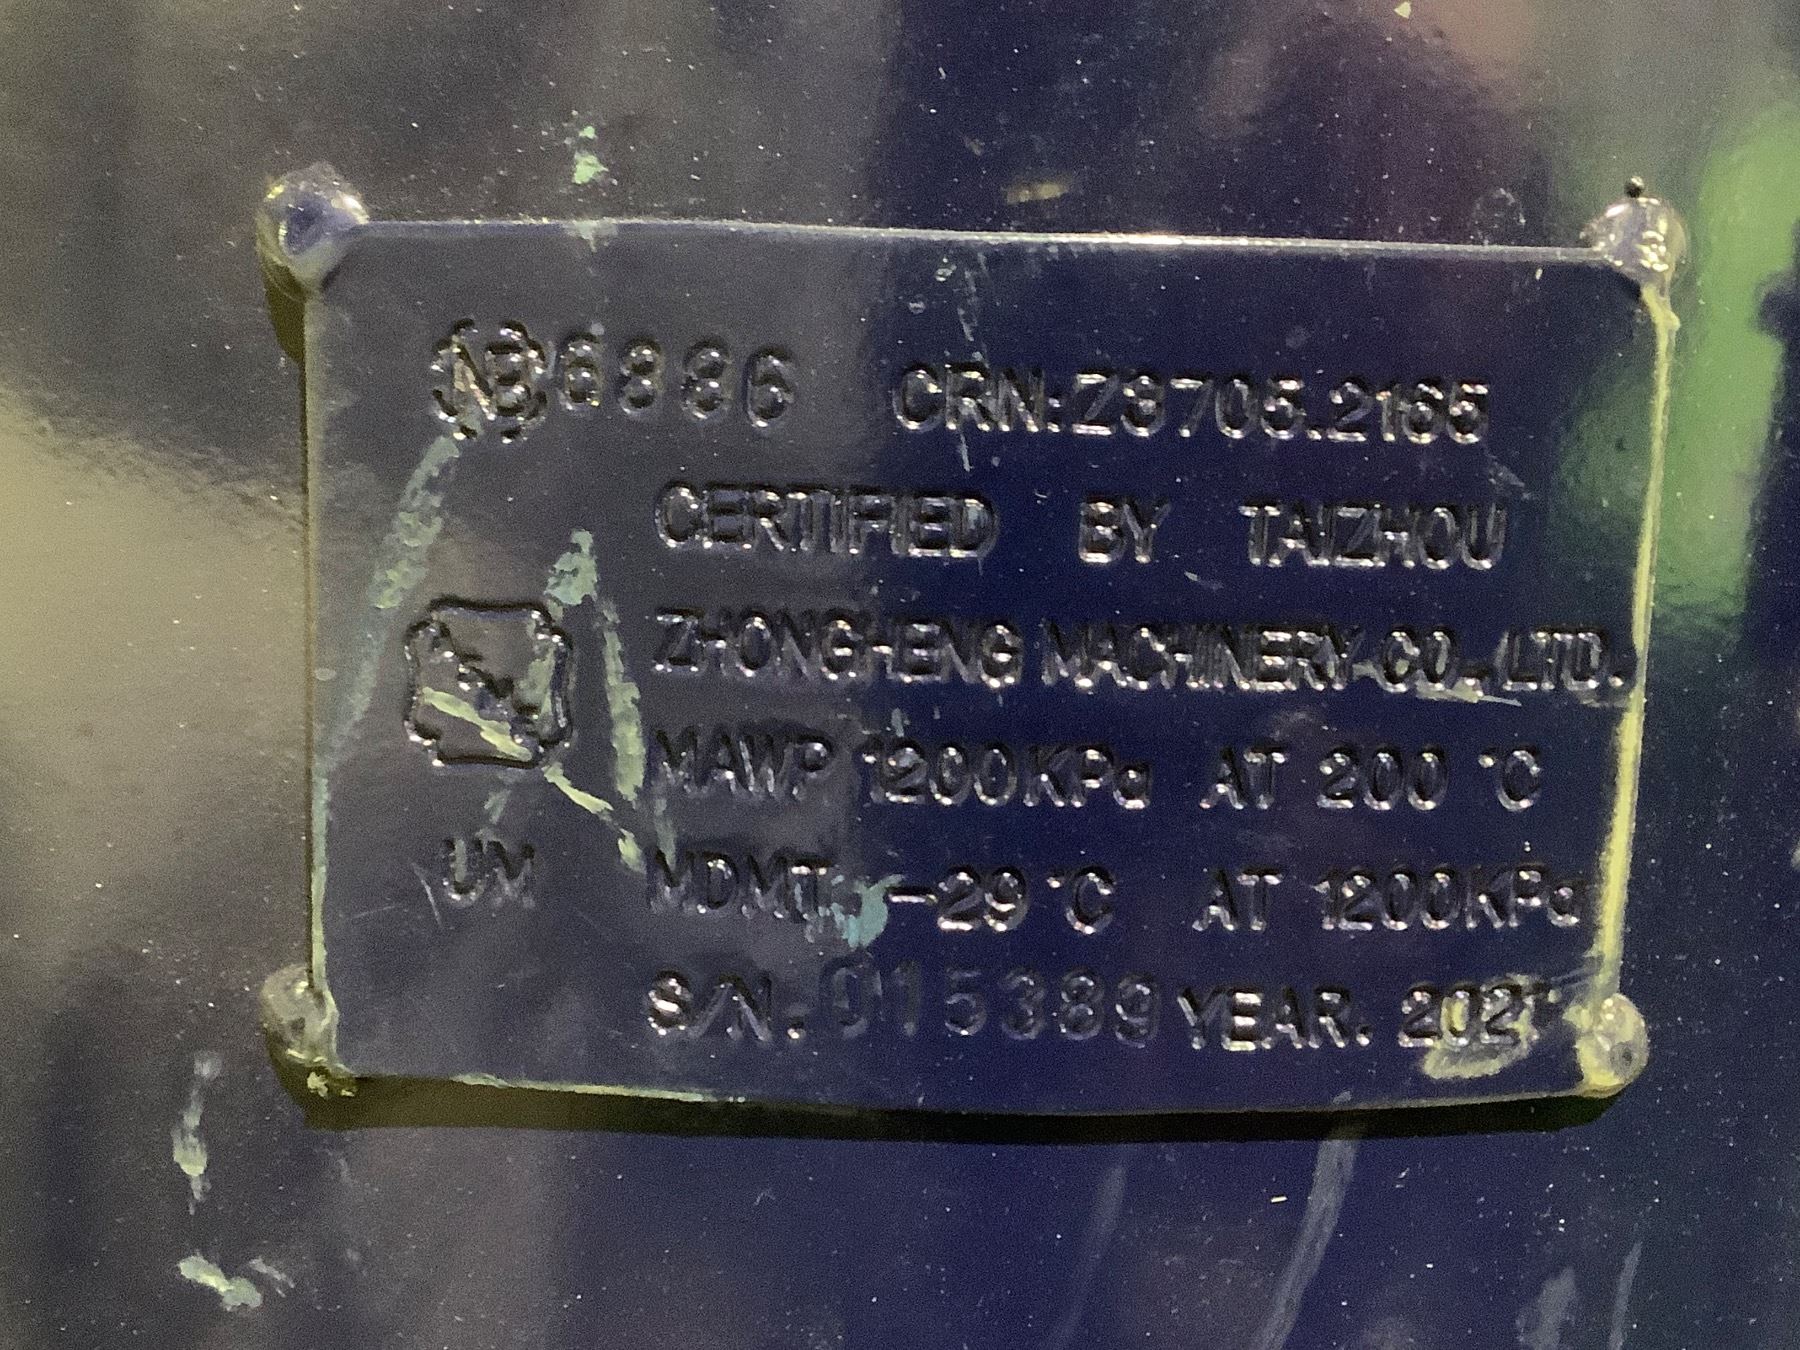 NB 6886 CRN:Z3705.2165
CERTIFIED BY TAIZHOU
ZHONGHENG MACHINERY CO., LTD.
MAWP 1200KPa AT 200 °C
UM MDMT -29 °C AT 1200KPa
S/N. 015389 YEAR.